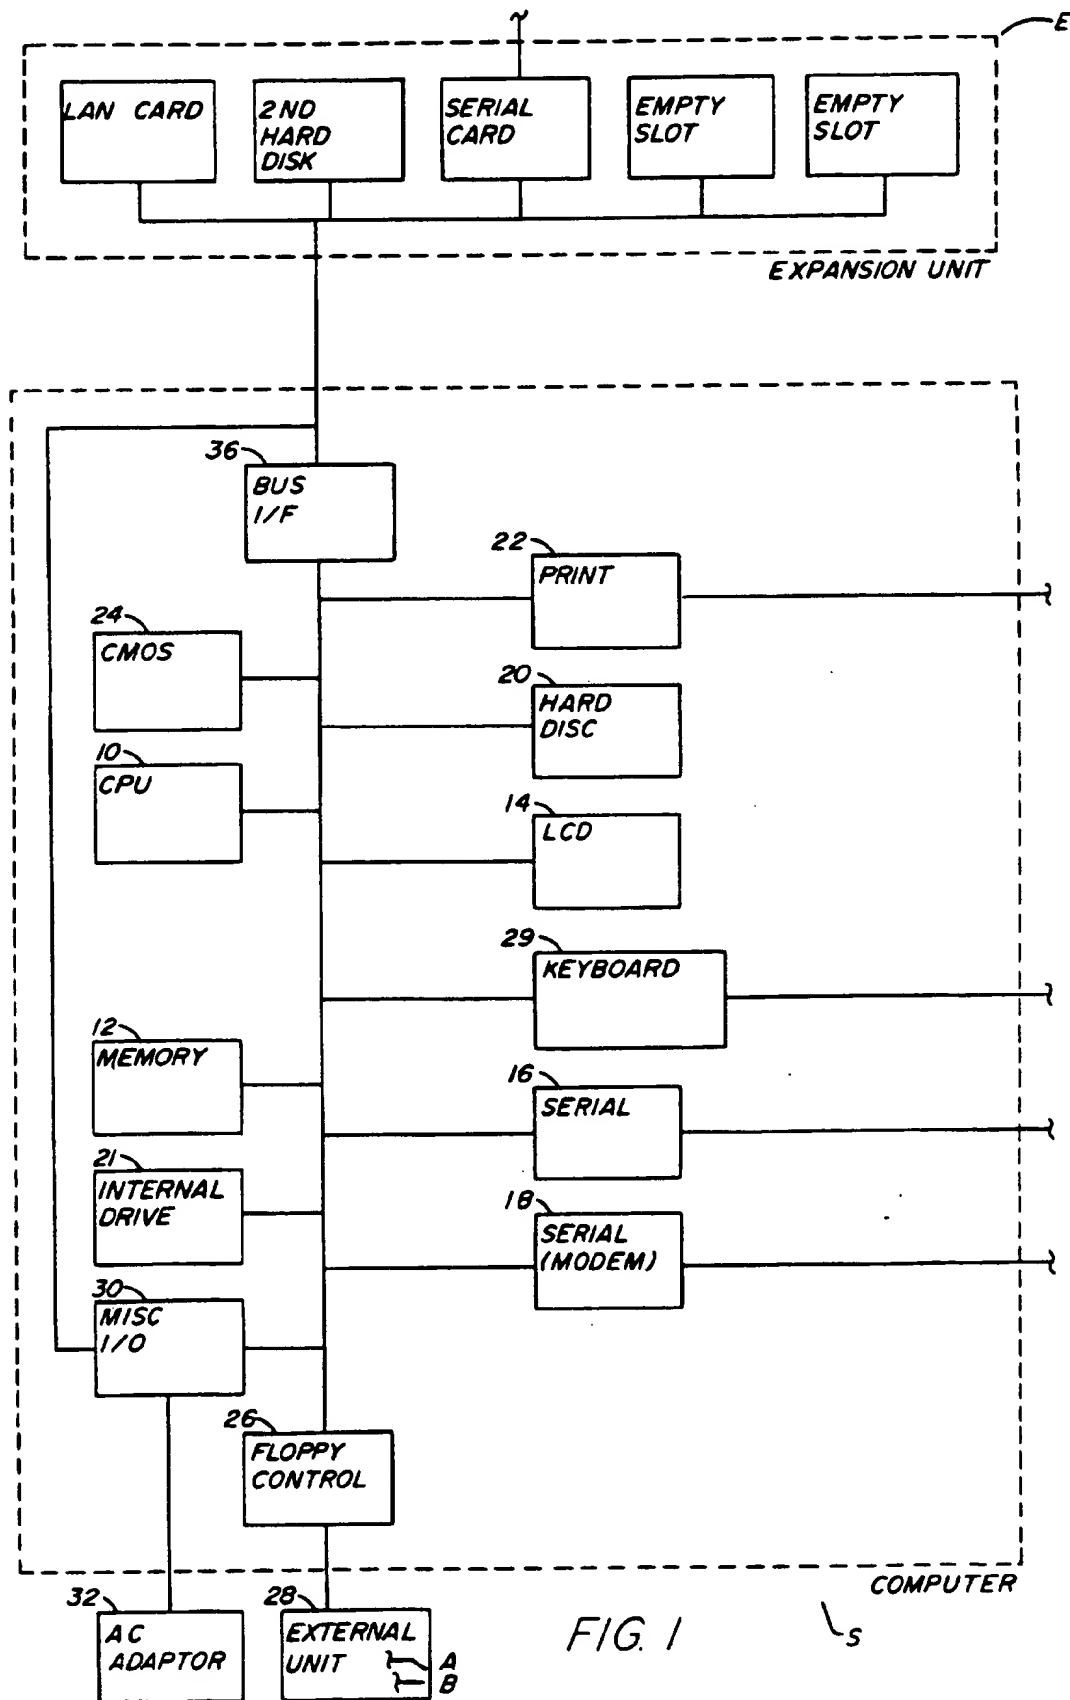 E
LAN CARD
2ND
HARD
DISK
SERIAL
CARD
EMPTY
SLOT
EMPTY
SLOT
EXPANSION UNIT
36
BUS
I/F
22
PRINT
24
CMOS
20
HARD
DISC
10
CPU
14
LCD
29
KEYBOARD
12
MEMORY
16
SERIAL
21
INTERNAL
DRIVE
18
SERIAL
(MODEM)
30
MISC
I/O
26
FLOPPY
CONTROL
COMPUTER
32
AC
ADAPTOR
28
EXTERNAL
UNIT
A
B
FIG. 1
S